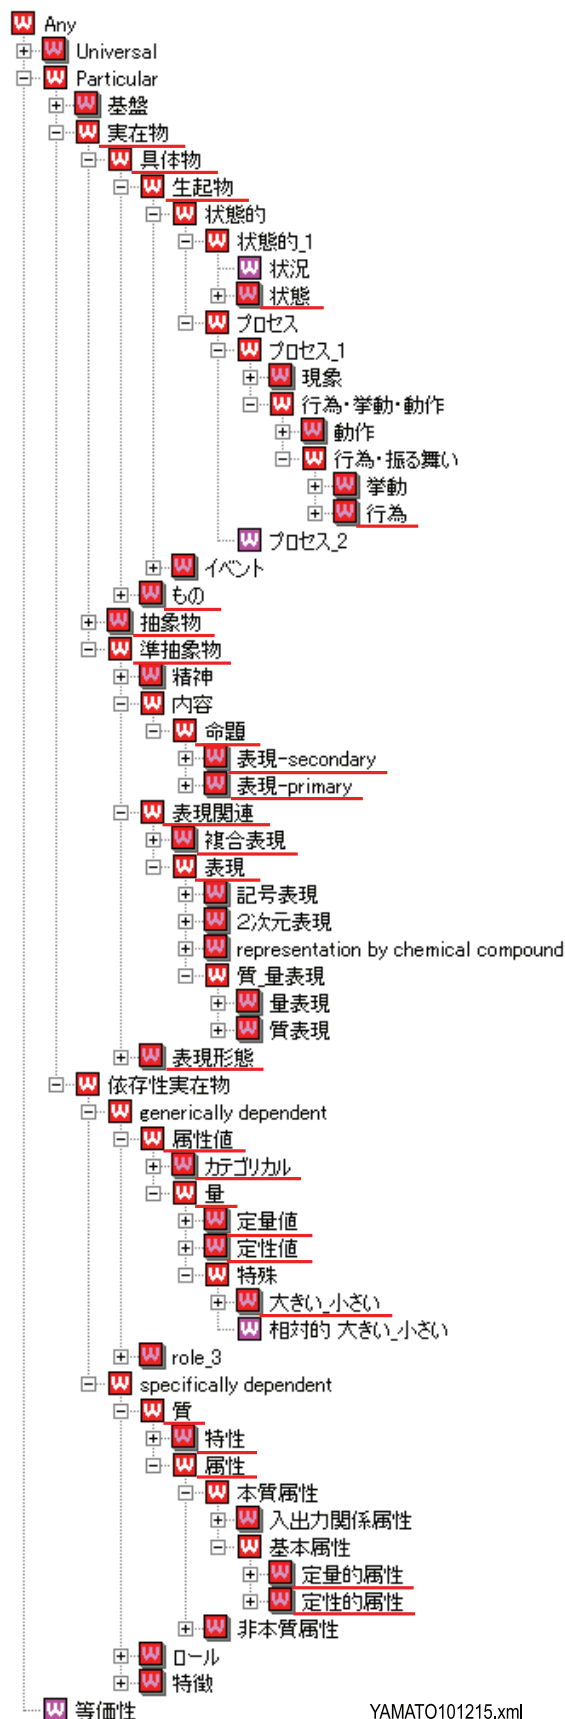 Any
Universal
Particular
基盤
実在物
具体物
生起物
状態的
状態的_1
状況
状態
プロセス
プロセス_1
現象
行為・挙動・動作
動作
行為・振る舞い
挙動
行為
プロセス_2
イベント
もの
抽象物
準抽象物
精神
内容
命題
表現-secondary
表現-primary
表現関連
複合表現
表現
記号表現
2次元表現
representation by chemical compound
質_量表現
量表現
質表現
表現形態
依存性実在物
generically dependent
属性値
カテゴリカル
量
定量値
定性値
特殊
大きい_小さい
相対的 大きい_小さい
role_3
specifically dependent
質
特性
属性
本質属性
入出力関係属性
基本属性
定量的属性
定性的属性
非本質属性
ロール
特徴
等価性 YAMATO101215.xml